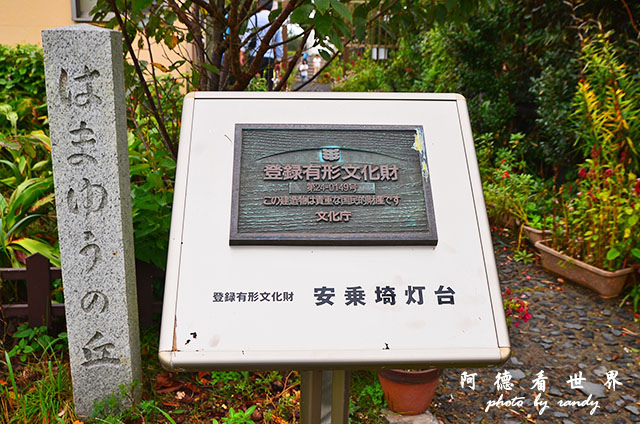 はまゆうの丘
登録有形文化財
第24-0149号
この建造物は貴重な国民的財産です
文化庁
登録有形文化財 安乗埼灯台
阿德看世界
photo by randy